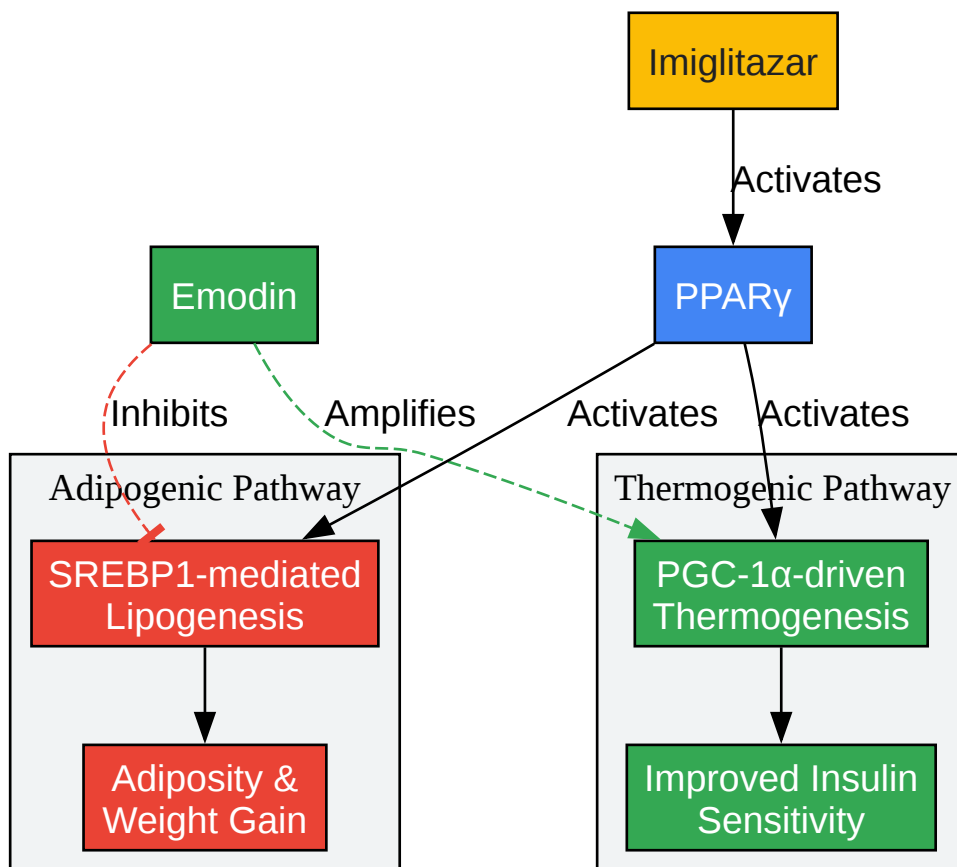 Imiglitazar
Activates
Emodin
PPARγ
Inhibits
Amplifies
Activates
Activates
Adipogenic Pathway
Thermogenic Pathway
SREBP1-mediated
Lipogenesis
PGC-1α-driven
Thermogenesis
Adiposity &
Weight Gain
Improved Insulin
Sensitivity